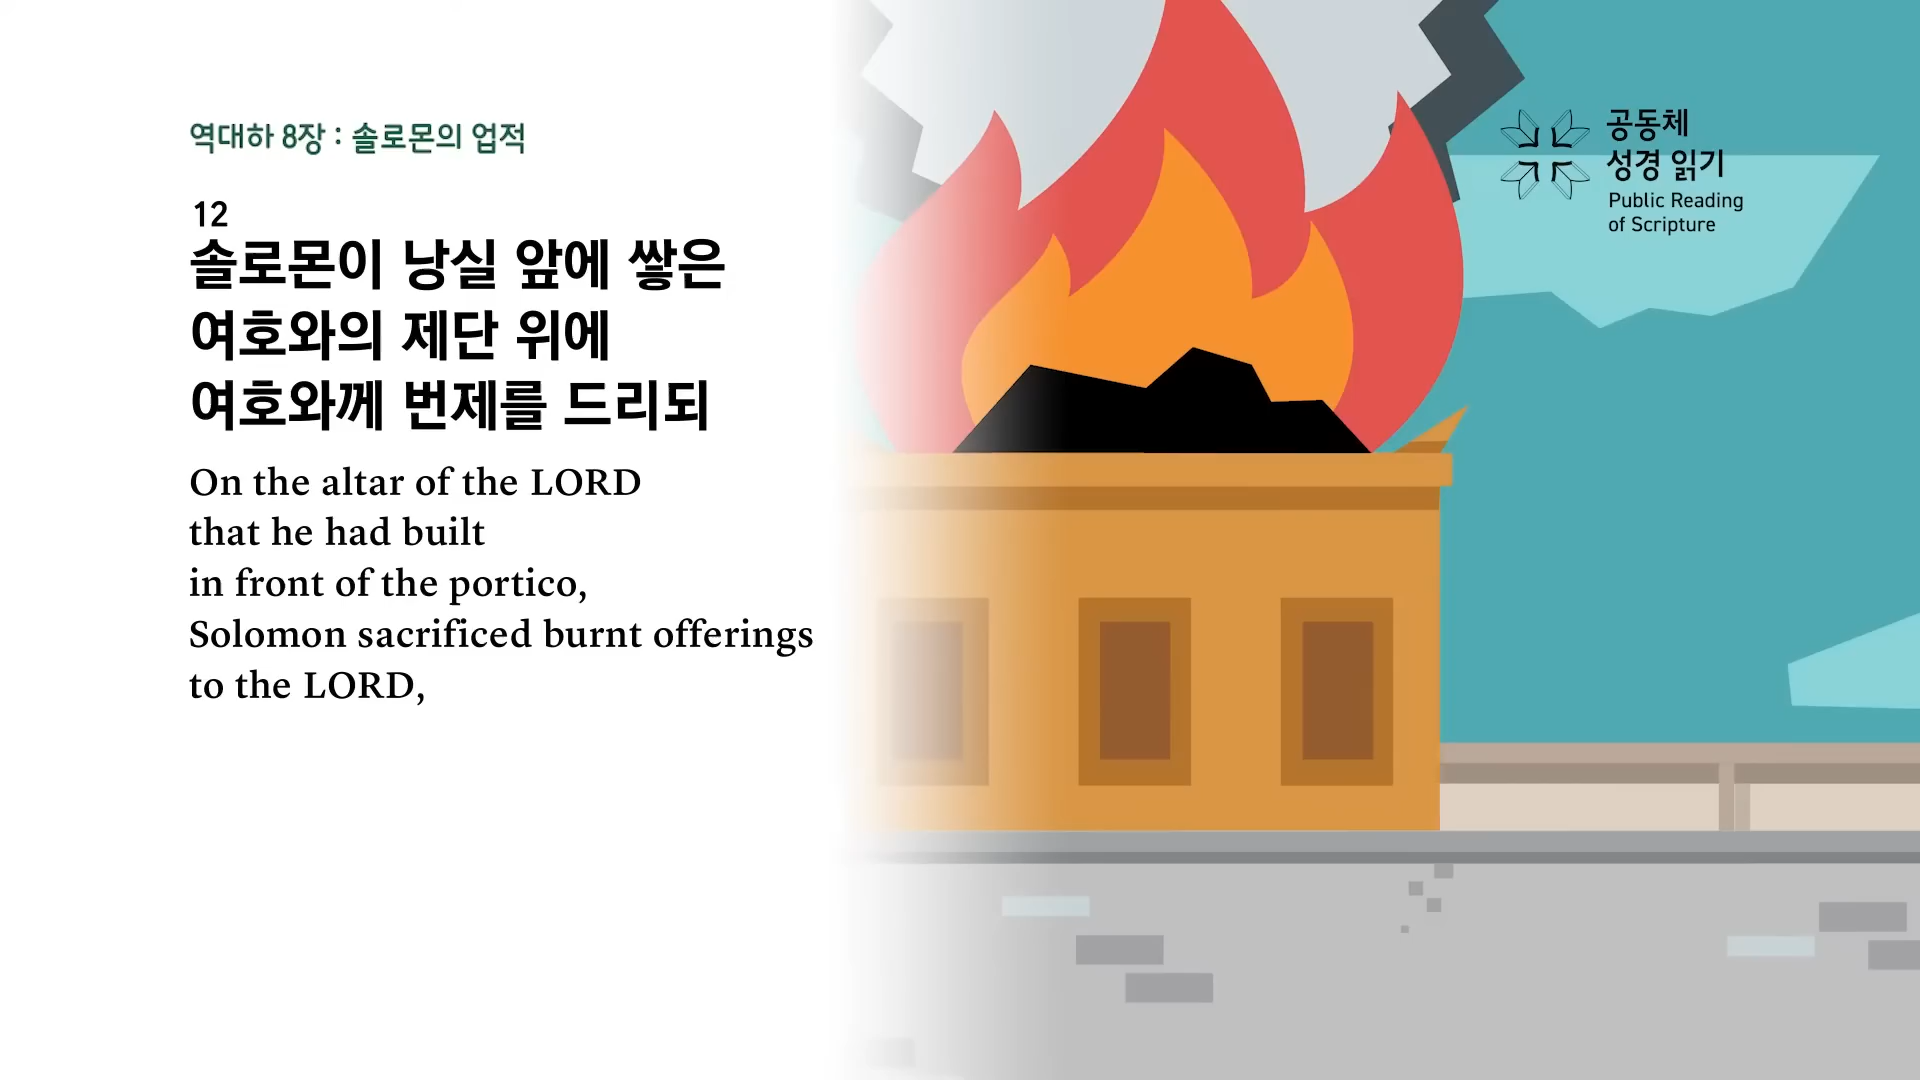 역대하 8장 : 솔로몬의 업적
12
솔로몬이 낭실 앞에 쌓은
여호와의 제단 위에
여호와께 번제를 드리되
On the altar of the LORD
that he had built
in front of the portico,
Solomon sacrificed burnt offerings
to the LORD,
공동체
성경 읽기
Public Reading
of Scripture